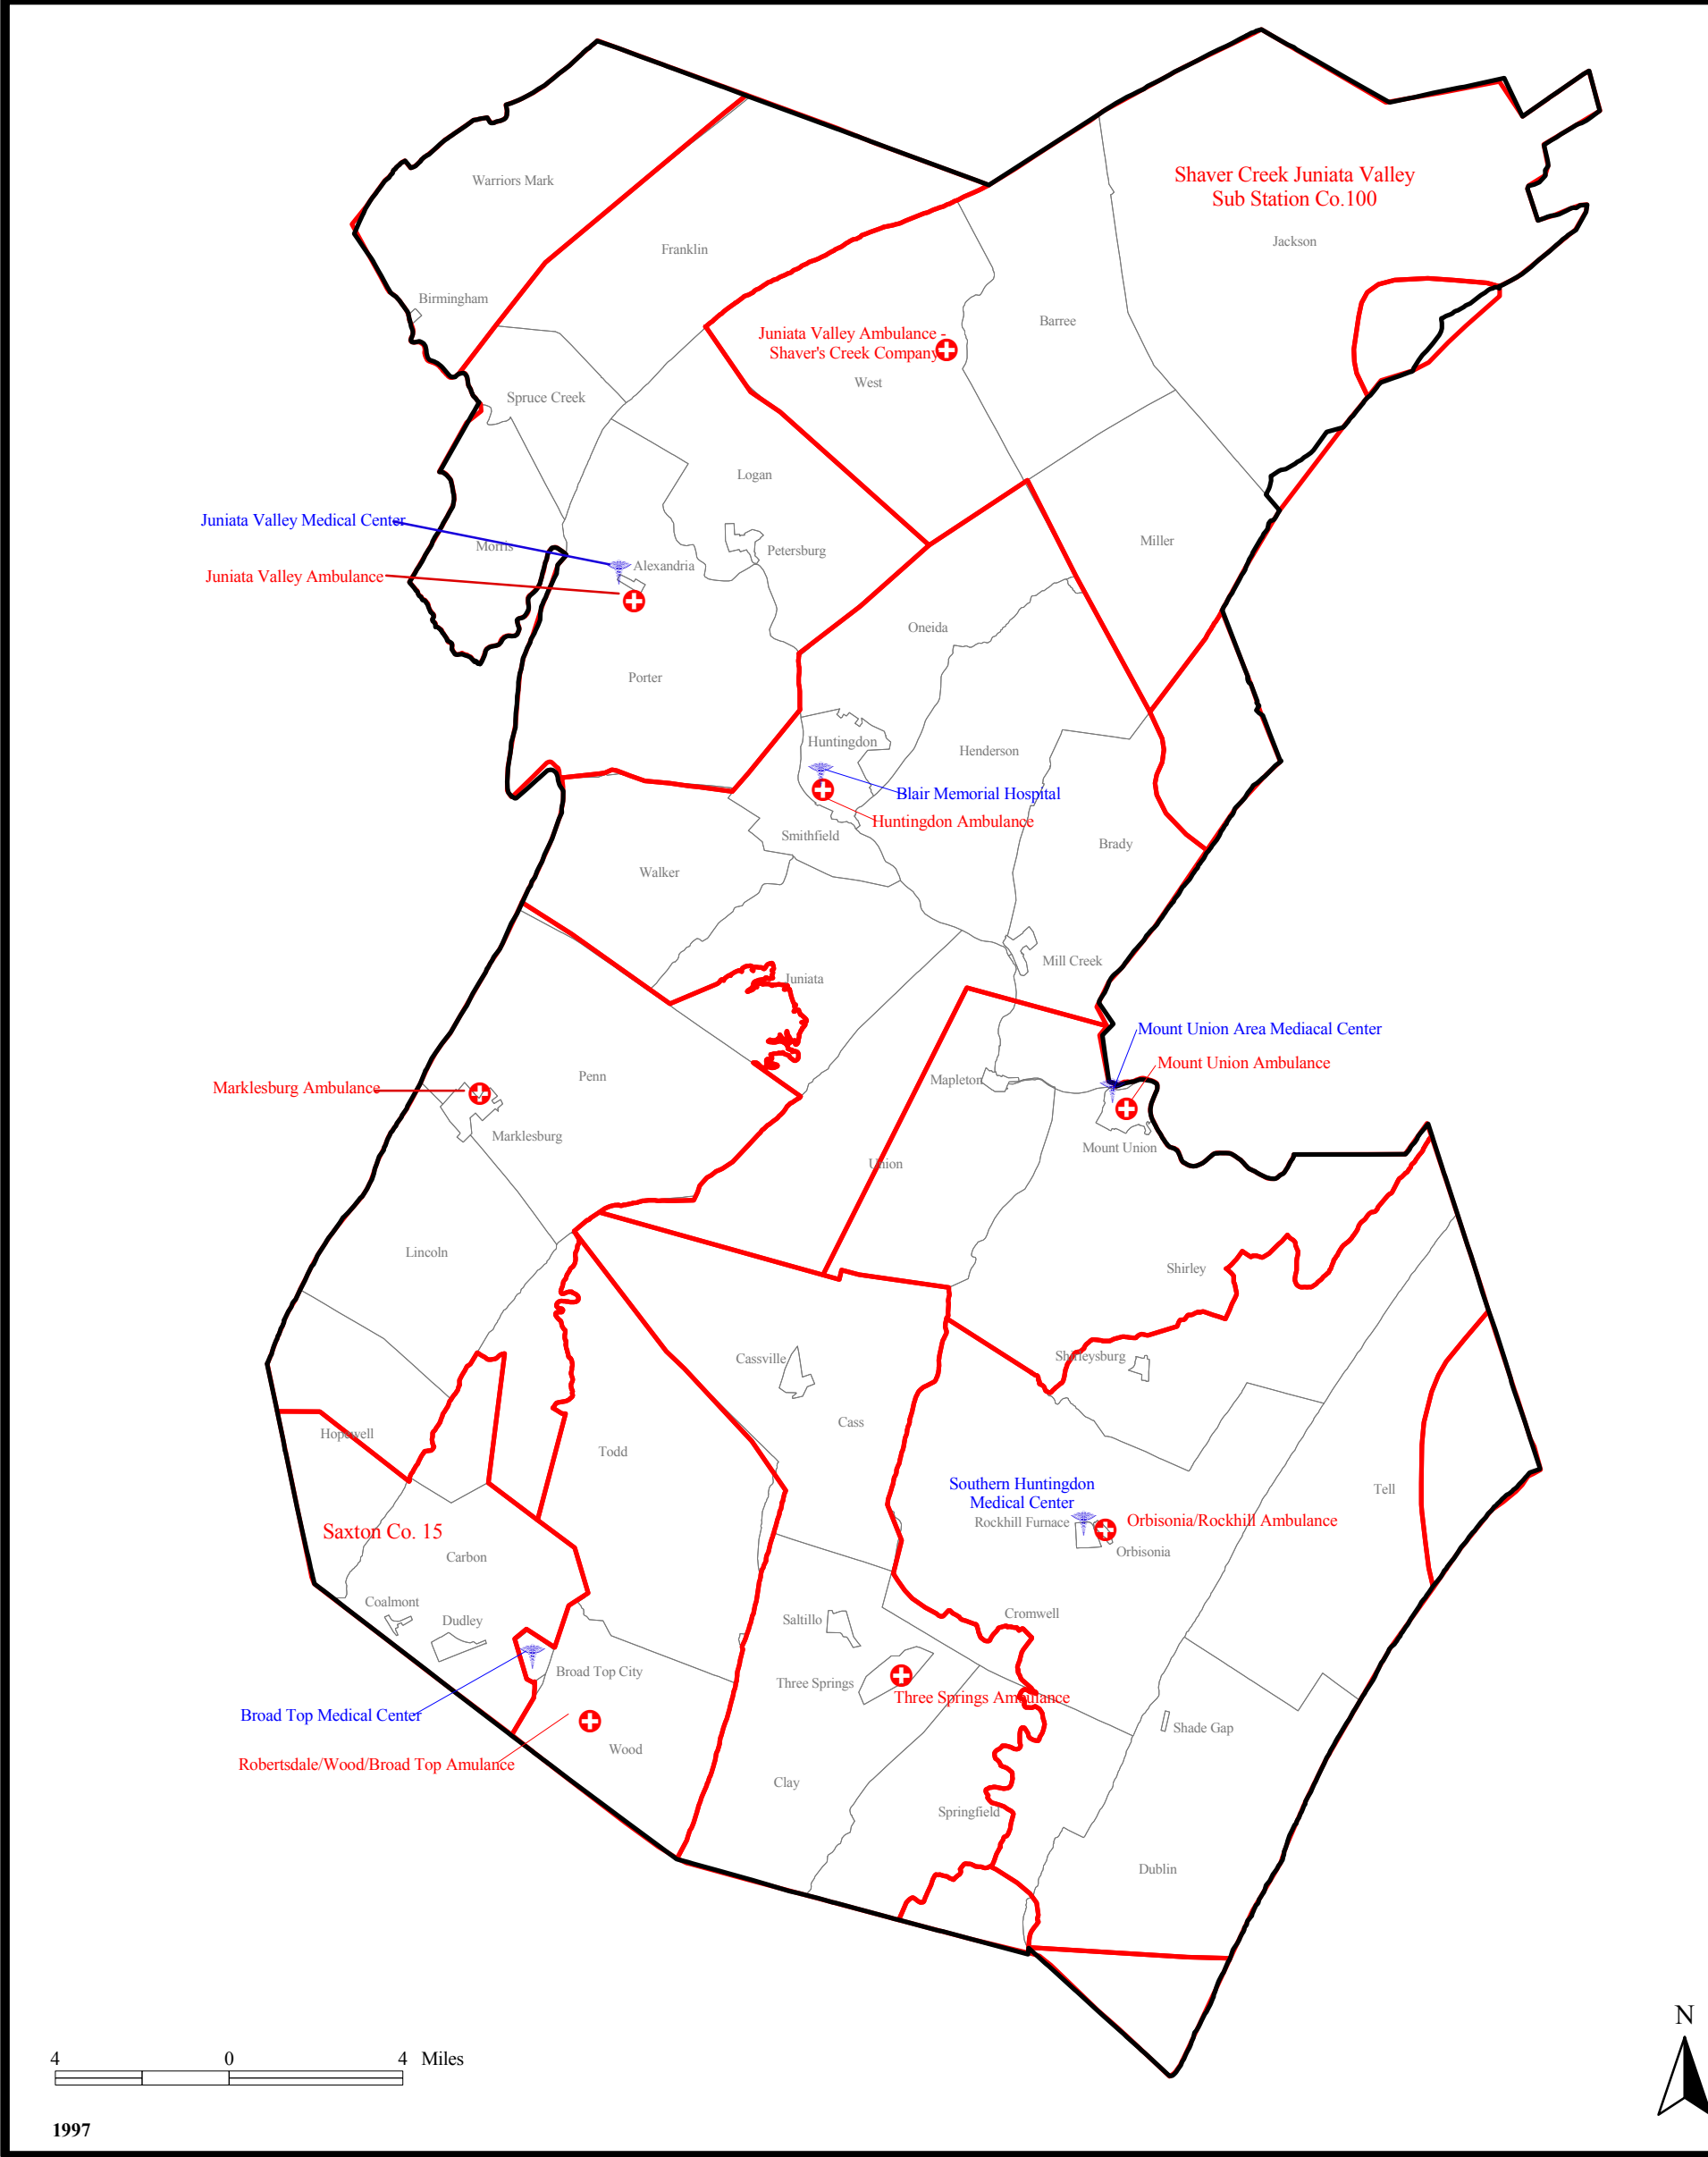 Warriors Mark
Shaver Creek Juniata Valley
Sub Station Co.100
Jackson
Franklin
Birmingham
Barree
Juniata Valley Ambulance -
Shaver's Creek Company
West
Spruce Creek
Logan
Juniata Valley Medical Center
Morris
Petersburg
Miller
Alexandria
Juniata Valley Ambulance
Oneida
Porter
Huntingdon
Henderson
Blair Memorial Hospital
Huntingdon Ambulance
Smithfield
Brady
Walker
Mill Creek
Juniata
Mount Union Area Mediacal Center
Mount Union Ambulance
Penn
Mapleton
Marklesburg Ambulance
Marklesburg
Mount Union
Union
Lincoln
Shirley
Shirleysburg
Cassville
Cass
Hopewell
Todd
Southern Huntingdon
Medical Center
Tell
Rockhill Furnace
Orbisonia/Rockhill Ambulance
Saxton Co. 15
Orbisonia
Carbon
Coalmont
Dudley
Saltillo
Cromwell
Broad Top City
Three Springs
Three Springs Ambulance
Broad Top Medical Center
Shade Gap
Wood
Robertsdale/Wood/Broad Top Amulance
Clay
Springfield
Dublin
N
4 0 4 Miles
1997